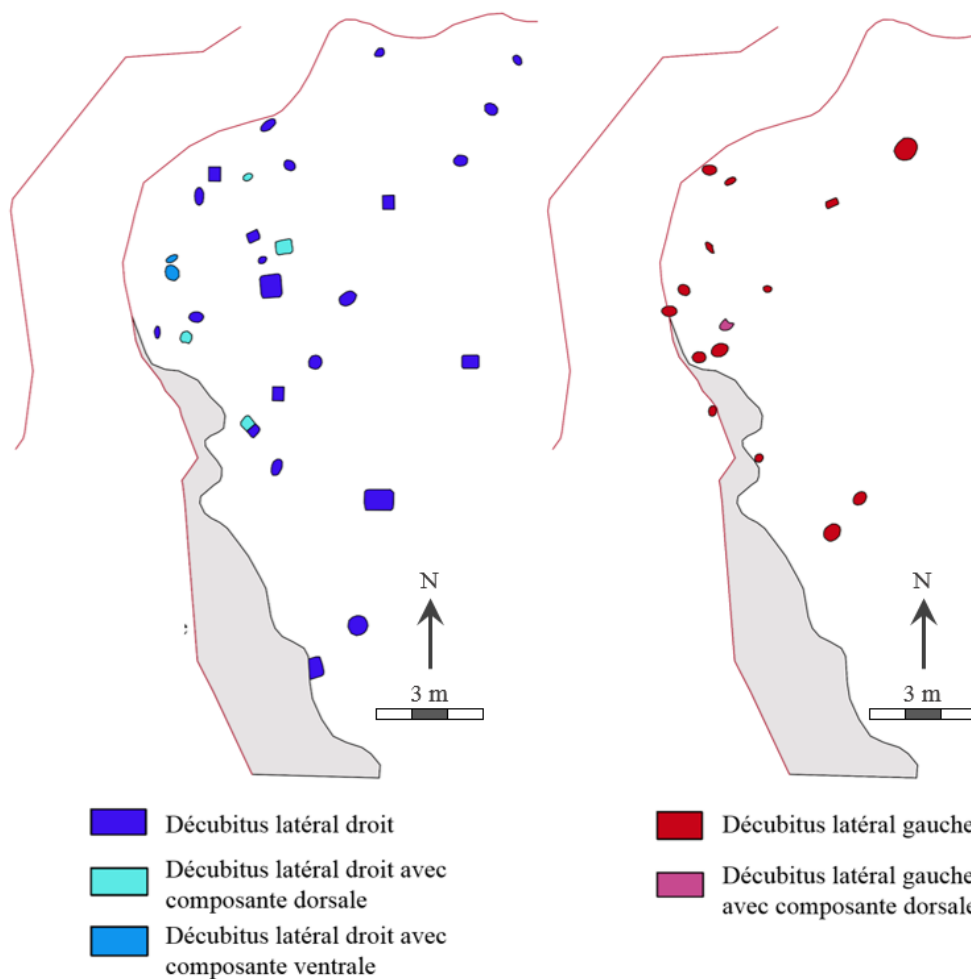 N
N
3 m
3 m
Décubitus latéral droit
Décubitus latéral droit avec
composante dorsale
Décubitus latéral droit avec
composante ventrale
Décubitus latéral gauche
Décubitus latéral gauche
avec composante dorsale